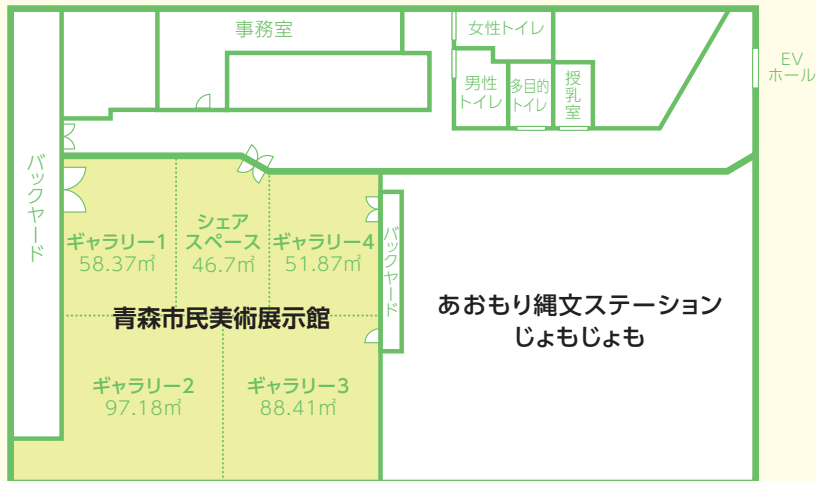 事務室
女性トイレ
EV
ホール
男性
トイレ
多目的
トイレ
授乳室
バックヤード
ギャラリー1
58.37㎡
シェア
スペース
46.7㎡
ギャラリー4
51.87㎡
バックヤード
青森市民美術展示館
あおもり縄文ステーション
じょもじょも
ギャラリー2
97.18㎡
ギャラリー3
88.41㎡